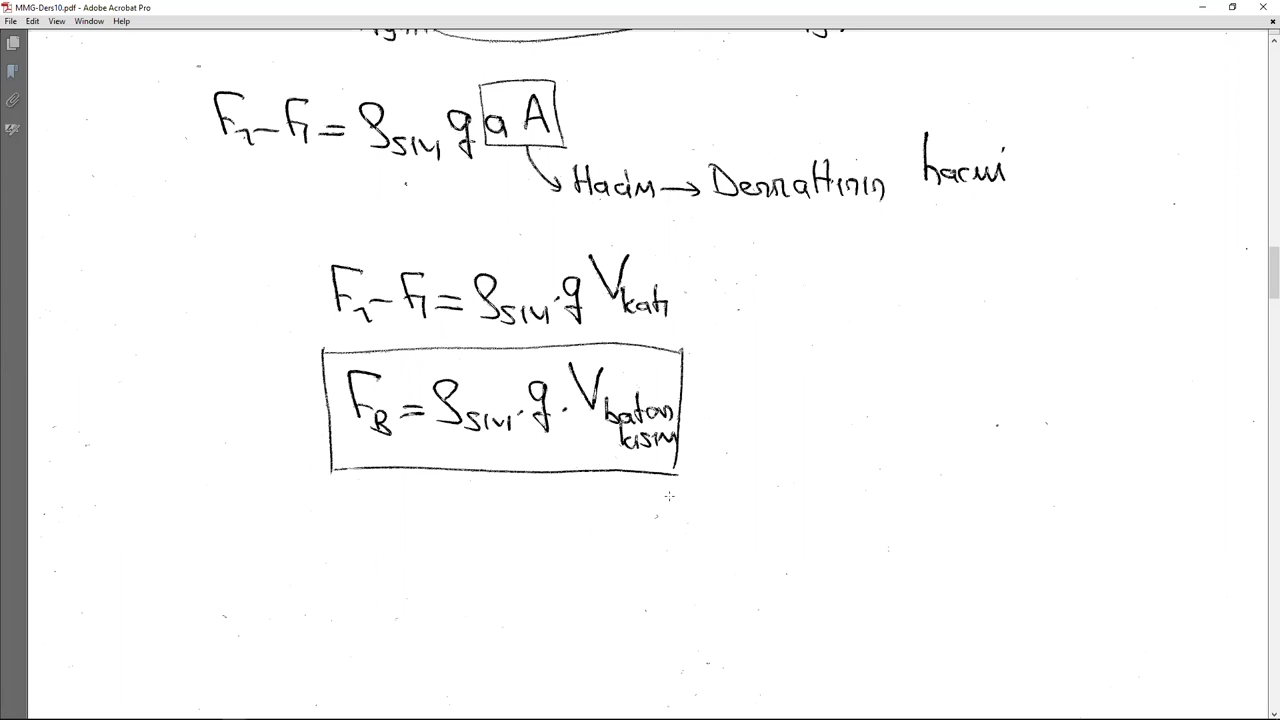 MMG-Ders10.pdf - Adobe Acrobat Pro
File Edit View Window Help
F₂ - F₁ = ρsıvı g a A
Hacim → Denizaltının hacmi
F₂ - F₁ = ρsıvı . g Vkatı
FB = ρsıvı . g . Vbatan kısım